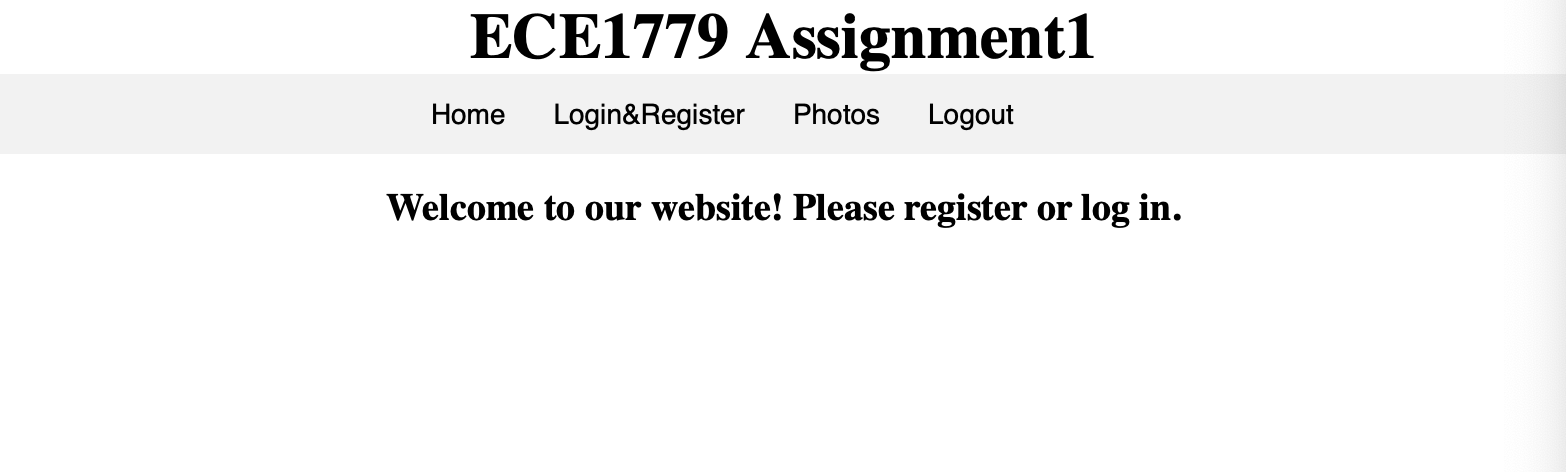 ECE1779 Assignment1
Home Login&Register Photos Logout
Welcome to our website! Please register or log in.